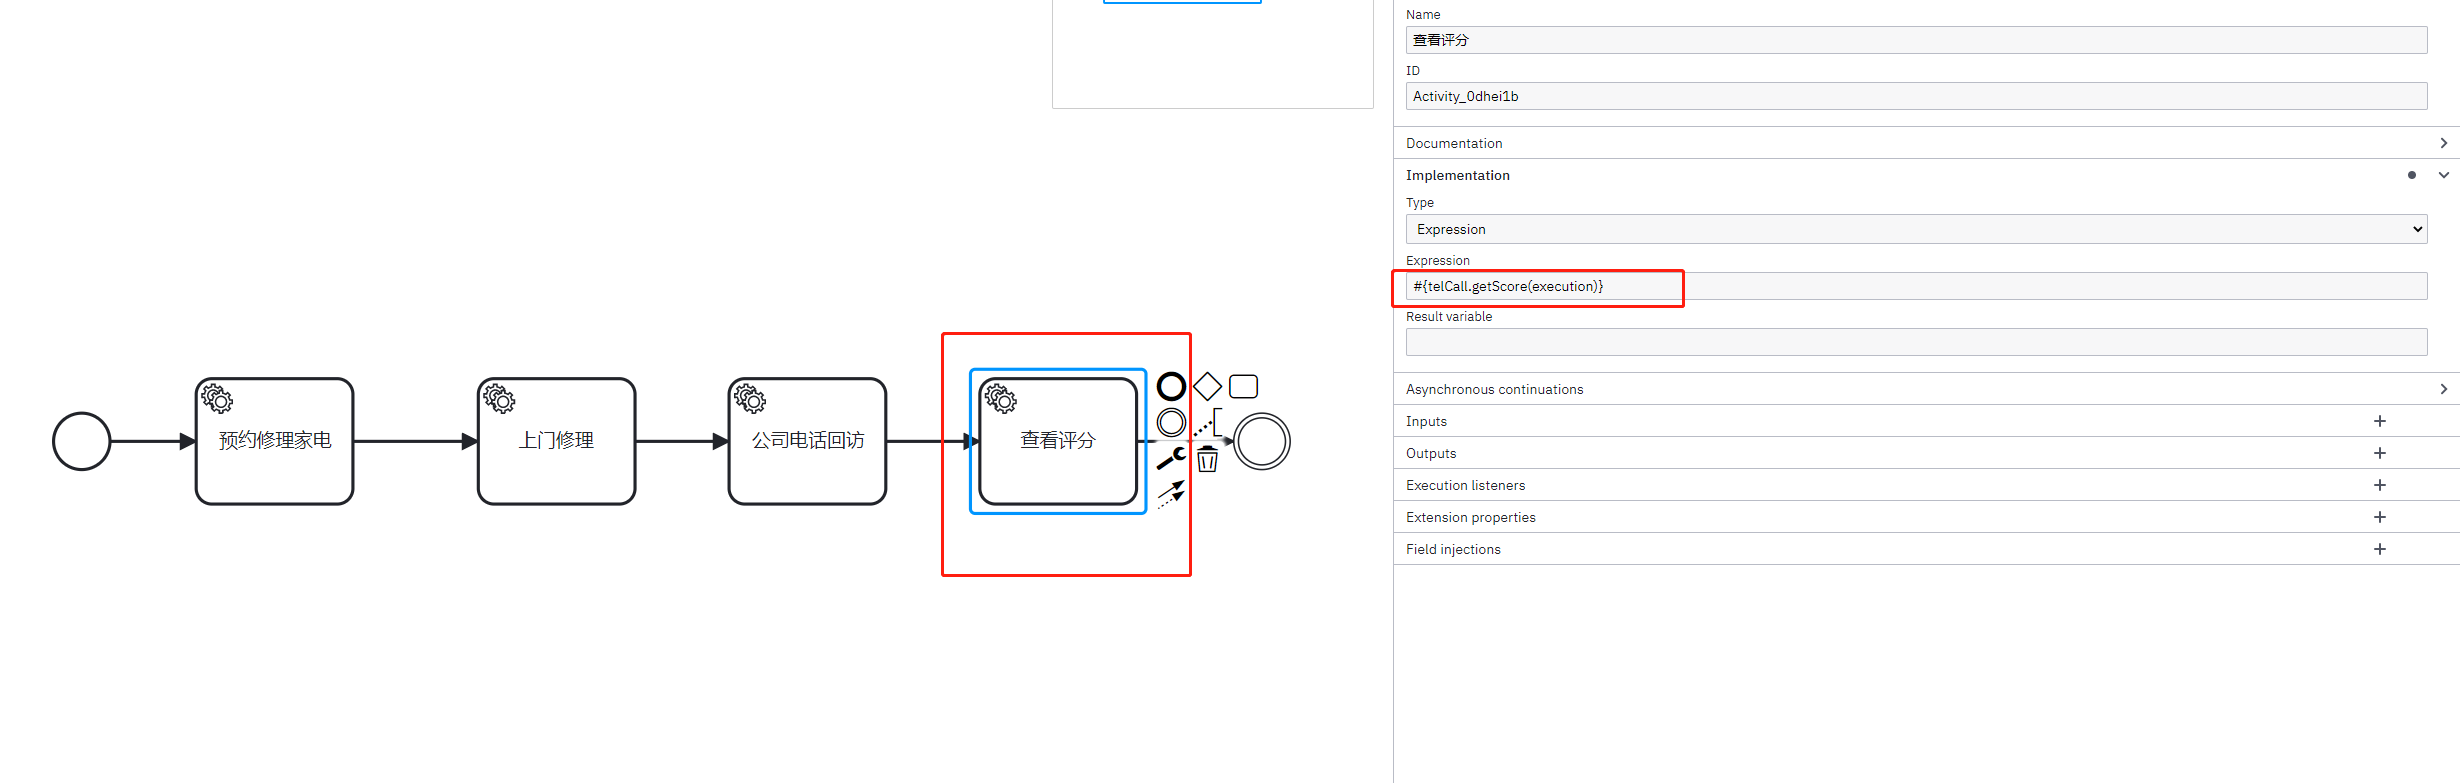 预约修理家电
上门修理
公司电话回访
查看评分
Name
查看评分
ID
Activity_0dhei1b
Documentation
Implementation
Type
Expression
Expression
#{telCall.getScore(execution)}
Result variable
Asynchronous continuations
Inputs
Outputs
Execution listeners
Extension properties
Field injections